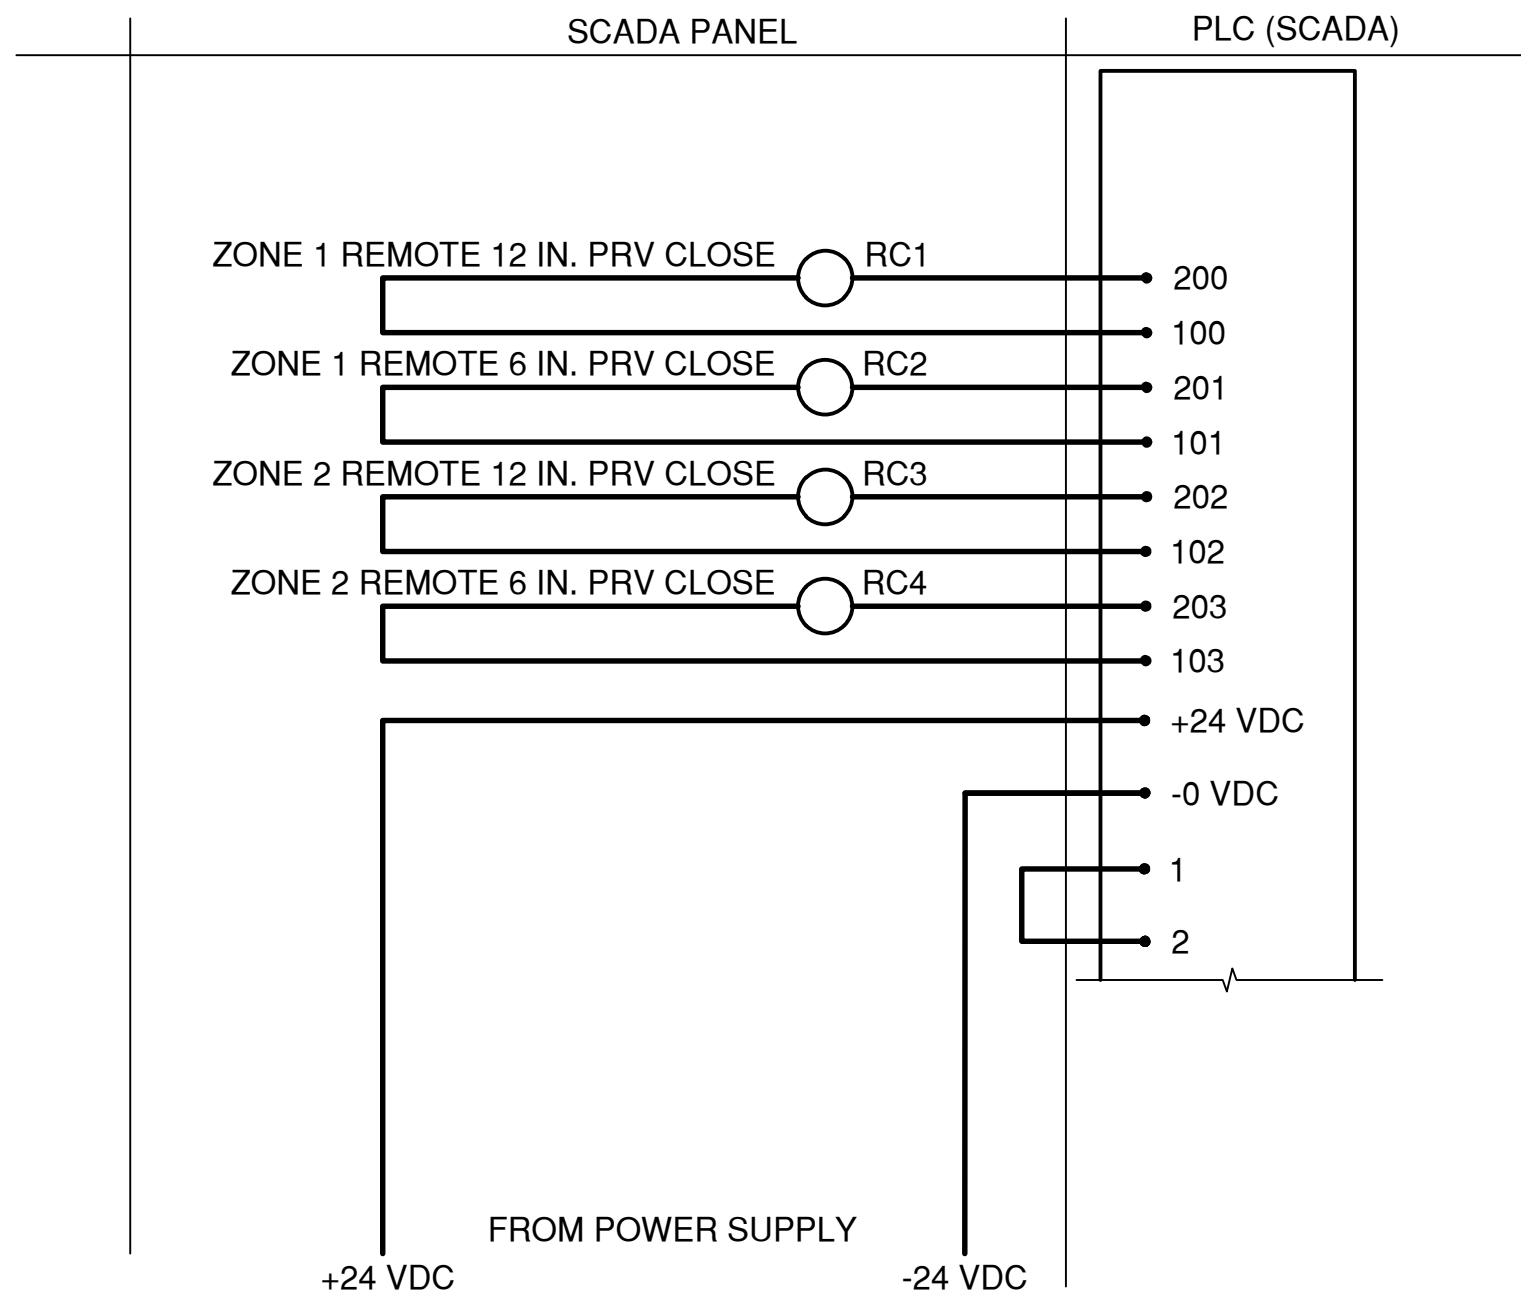 SCADA PANEL
PLC (SCADA)
ZONE 1 REMOTE 12 IN. PRV CLOSE
RC1
200
100
ZONE 1 REMOTE 6 IN. PRV CLOSE
RC2
201
101
ZONE 2 REMOTE 12 IN. PRV CLOSE
RC3
202
102
ZONE 2 REMOTE 6 IN. PRV CLOSE
RC4
203
103
+24 VDC
-0 VDC
1
2
FROM POWER SUPPLY
+24 VDC
-24 VDC